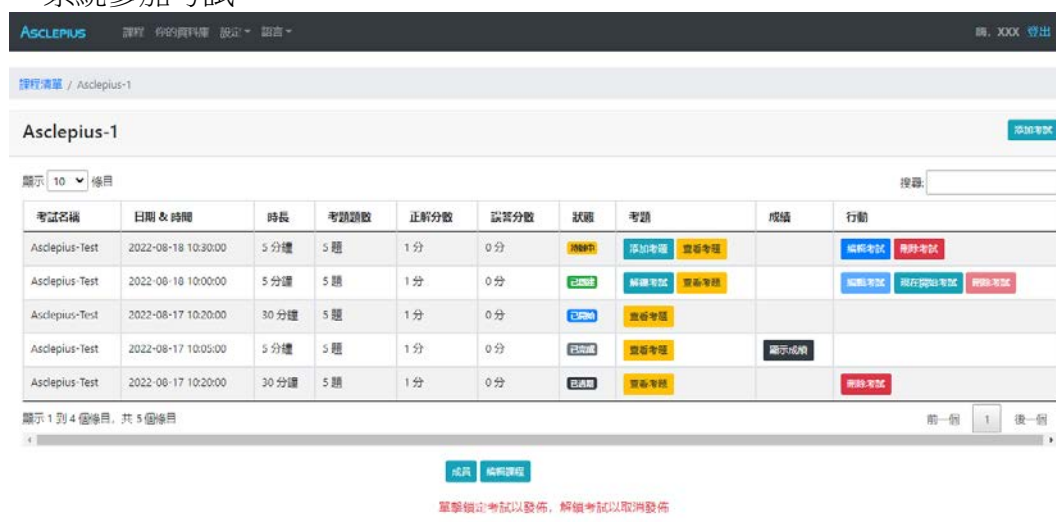 系統參加考試
ASCLEPIUS 課程 你的資料庫 設定 語言 嗨, XXX 登出
課程清單 / Asclepius-1
Asclepius-1 添加考試
顯示 10 條目 搜尋:
考試名稱 日期 & 時間 時長 考題題數 正解分數 誤答分數 狀態 考題 成績 行動
Asclepius-Test 2022-08-18 10:30:00 5 分鐘 5 題 1 分 0 分 添加考題 查看考題 編輯考試 刪除考試
Asclepius-Test 2022-08-18 10:00:00 5 分鐘 5 題 1 分 0 分 解鎖考試 查看考題 編輯考試 現在開始考試 刪除考試
Asclepius-Test 2022-08-17 10:20:00 30 分鐘 5 題 1 分 0 分 已開始 查看考題
Asclepius-Test 2022-08-17 10:05:00 5 分鐘 5 題 1 分 0 分 已完成 查看考題 顯示成績
Asclepius-Test 2022-08-17 10:20:00 30 分鐘 5 題 1 分 0 分 已過期 查看考題 刪除考試
顯示 1 到 4 個條目, 共 5 個條目 前一個 1 後一個
成員 編輯課程
單擊鎖定考試以發佈, 解鎖考試以取消發佈